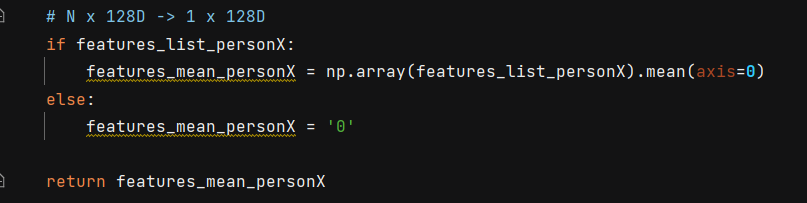 # N x 128D -> 1 x 128D
if features_list_personX:
    features_mean_personX = np.array(features_list_personX).mean(axis=0)
else:
    features_mean_personX = '0'
return features_mean_personX